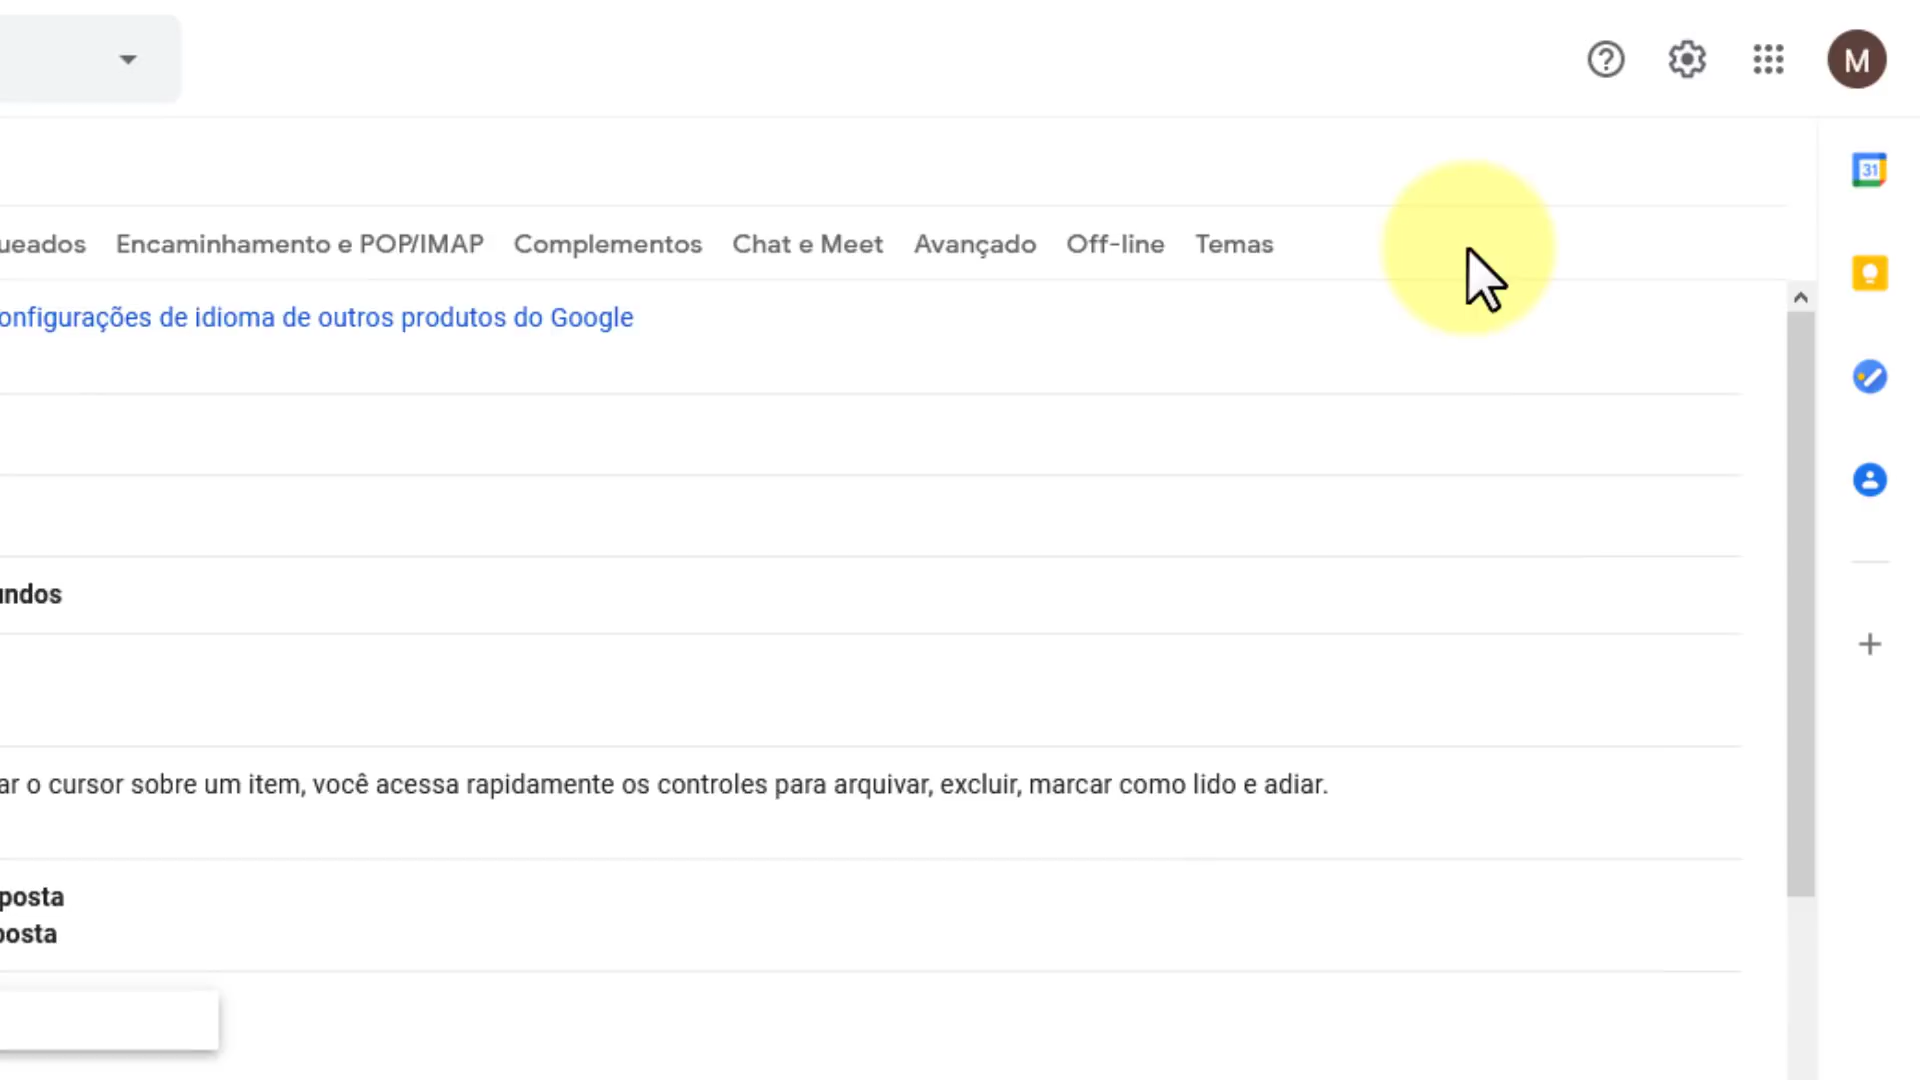 M
31
ueados Encaminhamento e POP/IMAP Complementos Chat e Meet Avançado Off-line Temas
onfigurações de idioma de outros produtos do Google
undos
ar o cursor sobre um item, você acessa rapidamente os controles para arquivar, excluir, marcar como lido e adiar.
posta
posta